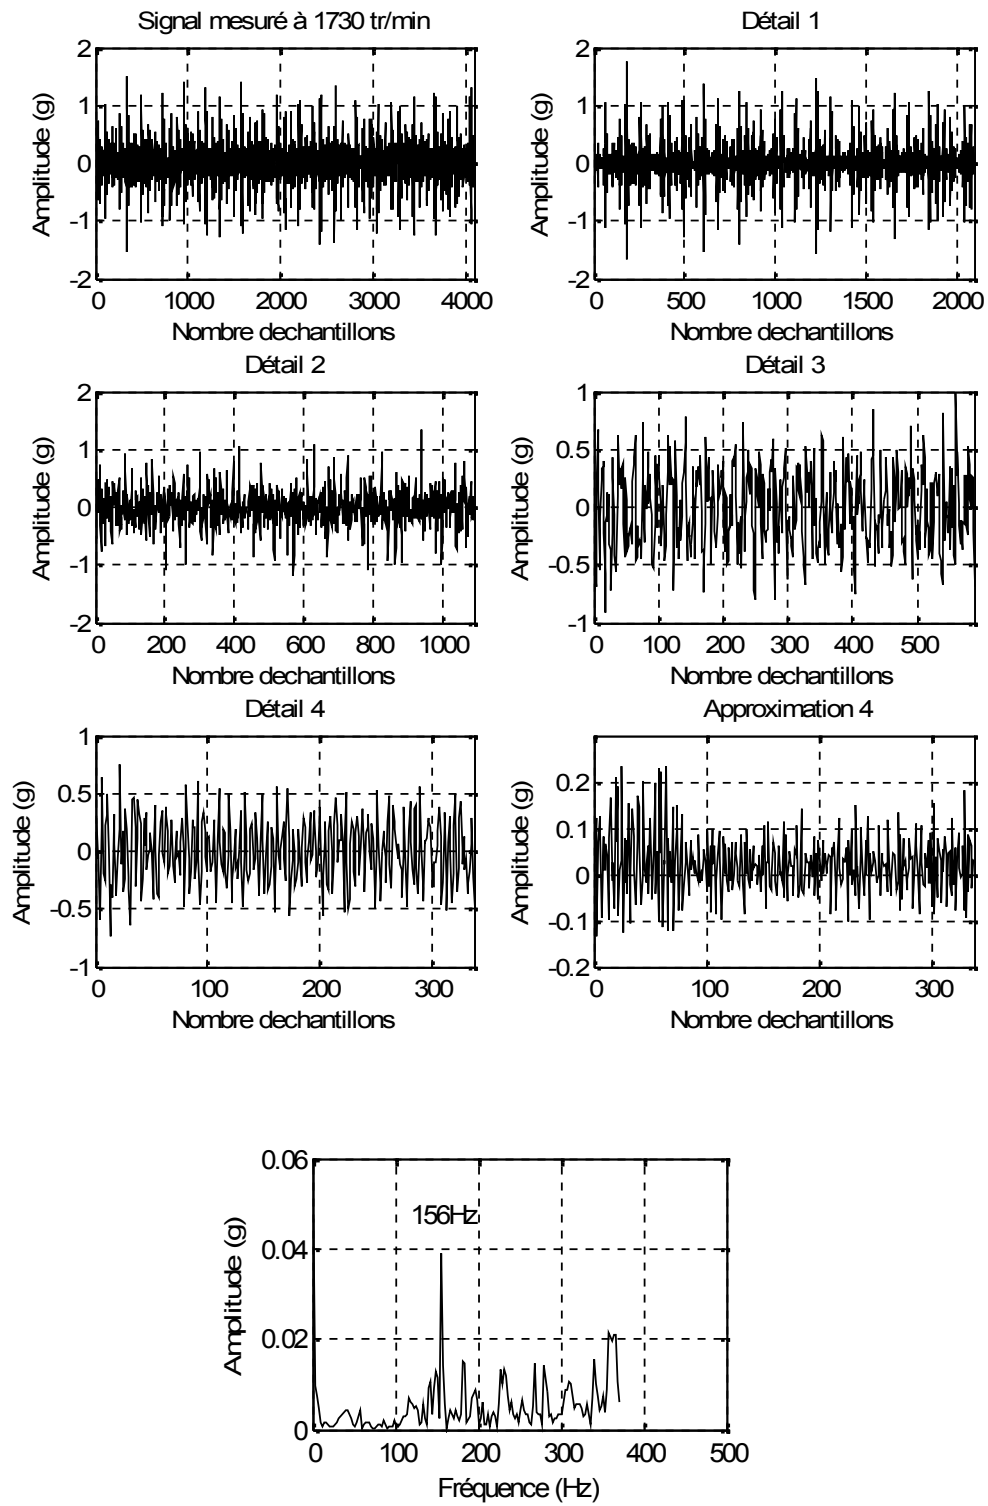 Signal mesuré à 1730 tr/min
2
1
0
-1
-2
Amplitude (g)
0 1000 2000 3000 4000
Nombre dechantillons
Détail 1
2
1
0
-1
-2
Amplitude (g)
0 500 1000 1500 2000
Nombre dechantillons
Détail 2
2
1
0
-1
-2
Amplitude (g)
0 200 400 600 800 1000
Nombre dechantillons
Détail 3
1
0.5
0
-0.5
-1
Amplitude (g)
0 100 200 300 400 500
Nombre dechantillons
Détail 4
1
0.5
0
-0.5
-1
Amplitude (g)
0 100 200 300
Nombre dechantillons
Approximation 4
0.2
0.1
0
-0.1
-0.2
Amplitude (g)
0 100 200 300
Nombre dechantillons
0.06
0.04
0.02
0
Amplitude (g)
156Hz
0 100 200 300 400 500
Fréquence (Hz)